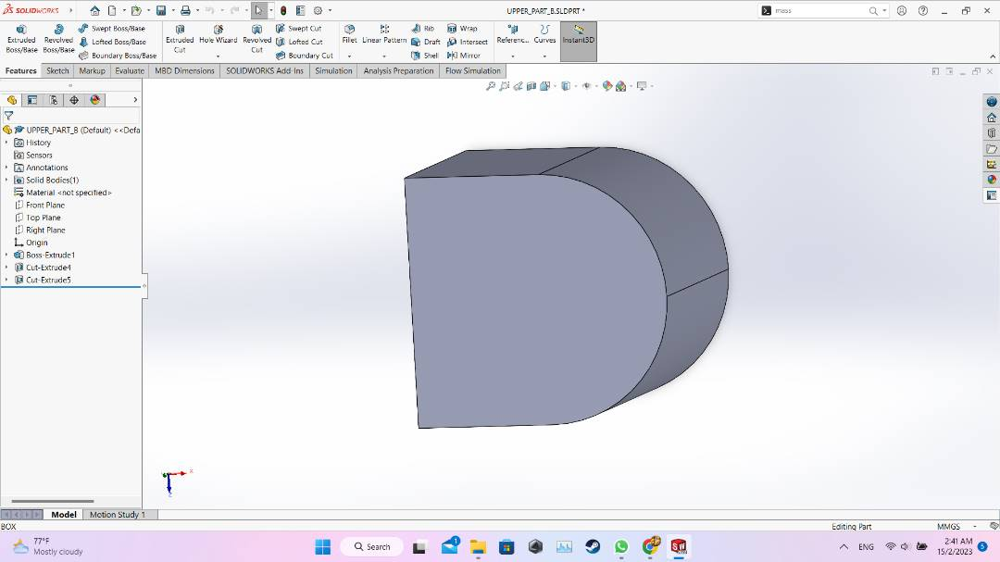 SOLIDWORKS
UPPER_PART_B.SLDPRT *
mass
Extruded Boss/Base
Revolved Boss/Base
Swept Boss/Base
Lofted Boss/Base
Boundary Boss/Base
Extruded Cut
Hole Wizard
Revolved Cut
Swept Cut
Lofted Cut
Boundary Cut
Fillet
Linear Pattern
Rib
Draft
Shell
Wrap
Intersect
Mirror
Referenc...
Curves
Instant3D
Features Sketch Markup Evaluate MBD Dimensions SOLIDWORKS Add-Ins Simulation Analysis Preparation Flow Simulation
UPPER_PART_B (Default) <<Defa
History
Sensors
Annotations
Solid Bodies(1)
Material <not specified>
Front Plane
Top Plane
Right Plane
Origin
Boss-Extrude1
Cut-Extrude4
Cut-Extrude5
X
Z
Model Motion Study 1
BOX Editing Part MMGS
77°F
Mostly cloudy
Search
1
ENG
2:41 AM
15/2/2023
5